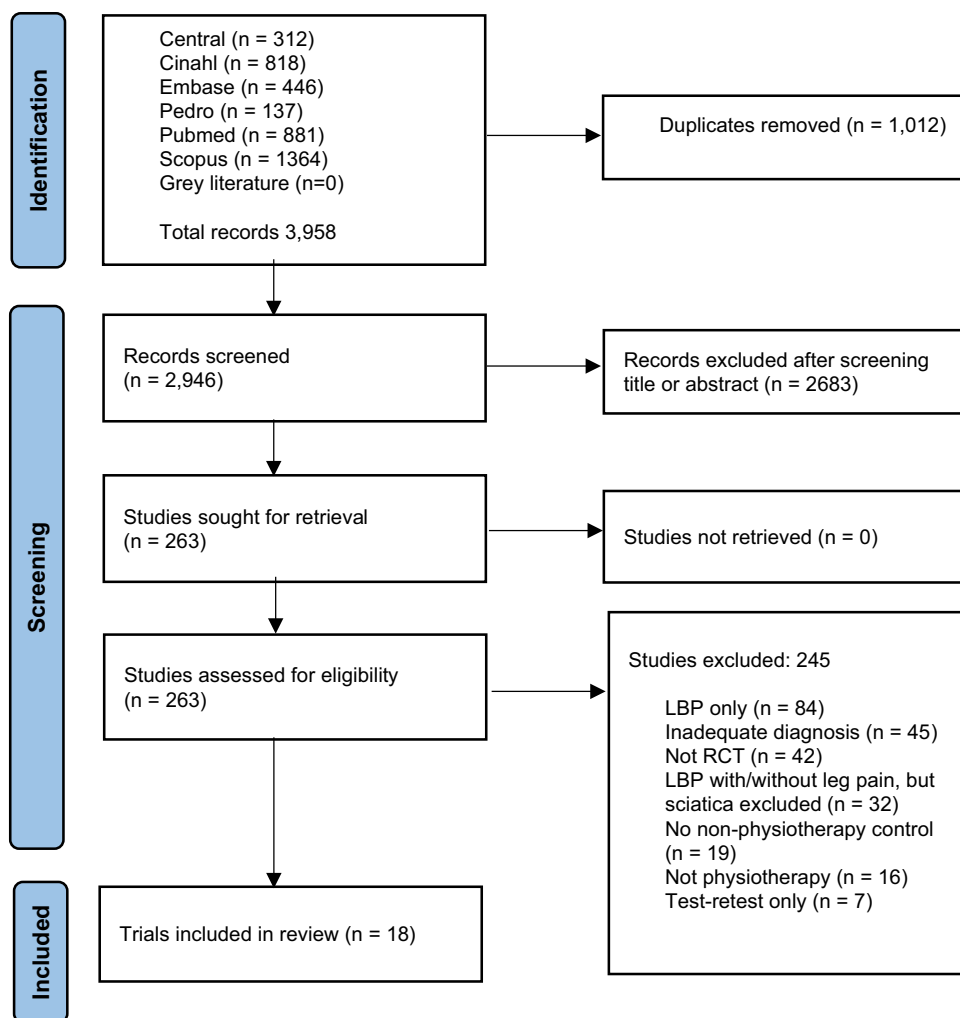 Identification
Central (n = 312)
Cinahl (n = 818)
Embase (n = 446)
Pedro (n = 137)
Pubmed (n = 881)
Scopus (n = 1364)
Grey literature (n=0)
Total records 3,958
Duplicates removed (n = 1,012)
Screening
Records screened
(n = 2,946)
Records excluded after screening
title or abstract (n = 2683)
Studies sought for retrieval
(n = 263)
Studies not retrieved (n = 0)
Studies assessed for eligibility
(n = 263)
Studies excluded: 245
LBP only (n = 84)
Inadequate diagnosis (n = 45)
Not RCT (n = 42)
LBP with/without leg pain, but
sciatica excluded (n = 32)
No non-physiotherapy control
(n = 19)
Not physiotherapy (n = 16)
Test-retest only (n = 7)
Included
Trials included in review (n = 18)